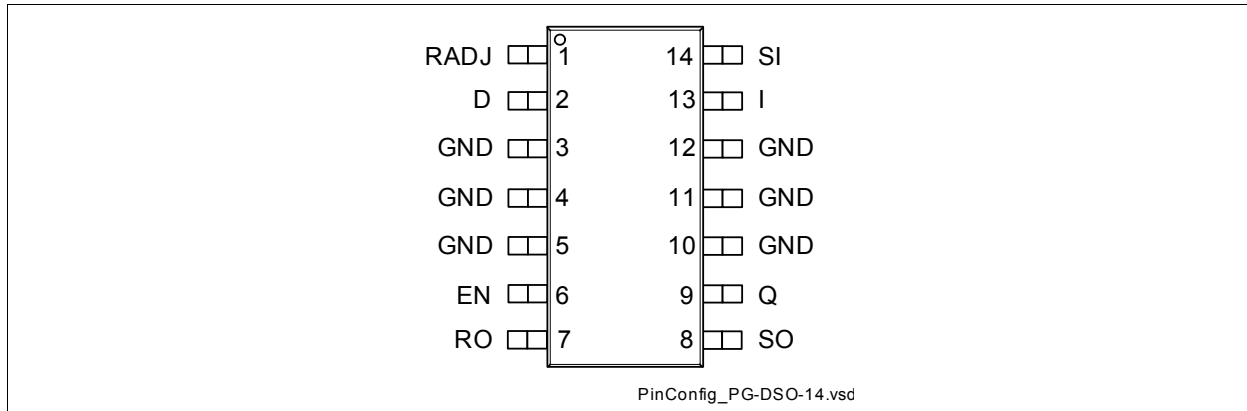 RADJ 1 14 SI
D 2 13 I
GND 3 12 GND
GND 4 11 GND
GND 5 10 GND
EN 6 9 Q
RO 7 8 SO
PinConfig_PG-DSO-14.vsd